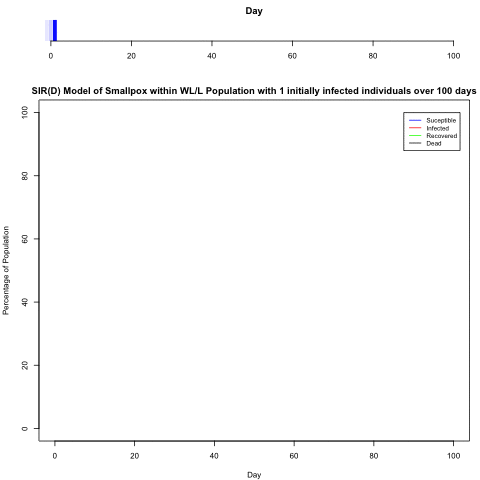 Day
0 20 40 60 80 100
SIR(D) Model of Smallpox within WL/L Population with 1 initially infected individuals over 100 days
Suceptible
Infected
Recovered
Dead
Percentage of Population
100
80
60
40
20
0
0 20 40 60 80 100
Day